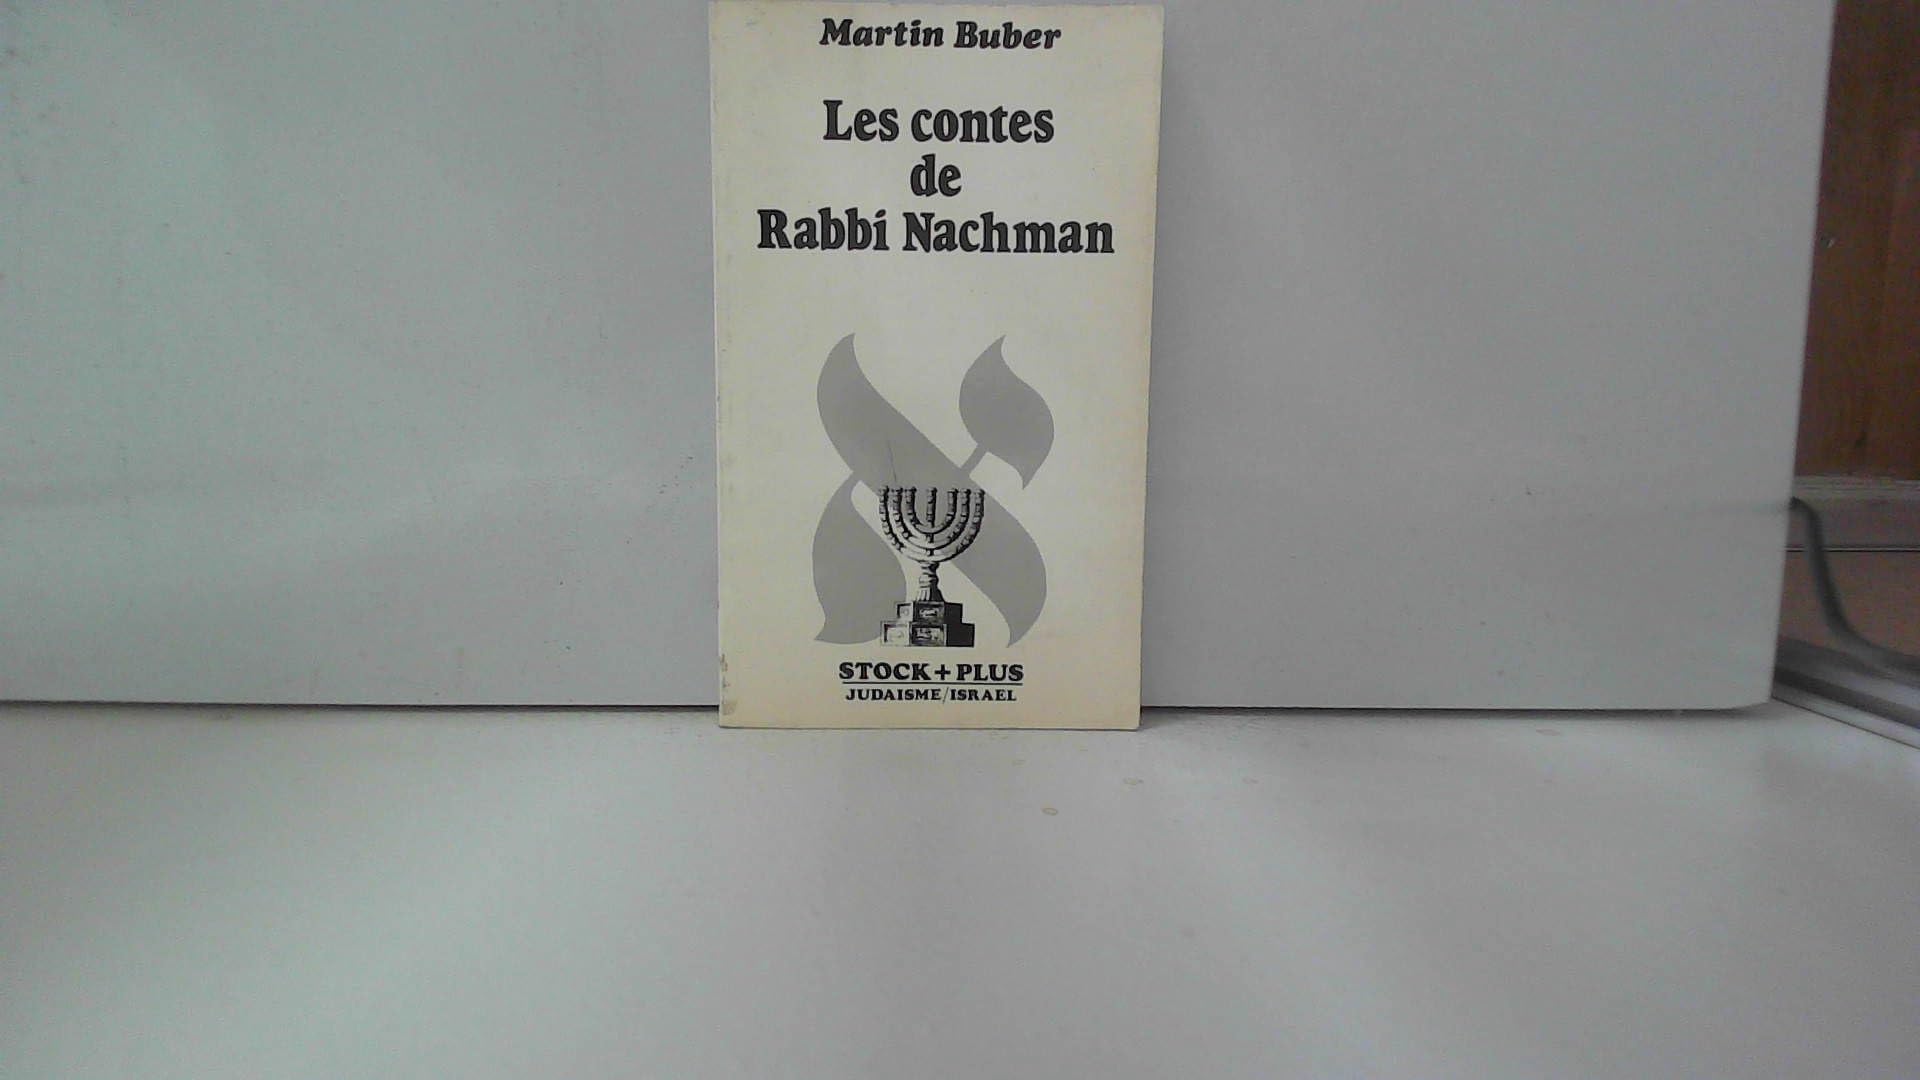 Martin Buber
Les contes
de
Rabbi Nachman
STOCK+PLUS
JUDAISME/ISRAEL